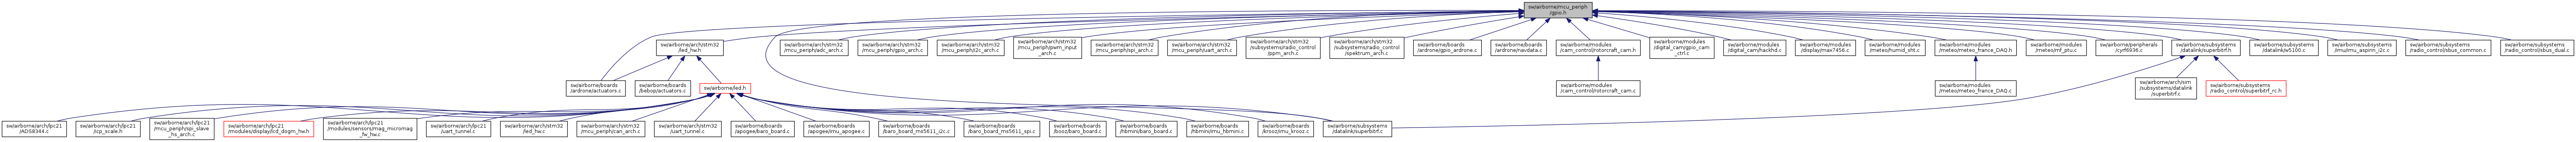 sw/airborne/mcu_periph
/gpio.h
sw/airborne/arch/stm32
/led_hw.h
sw/airborne/arch/stm32
/mcu_periph/adc_arch.c
sw/airborne/arch/stm32
/mcu_periph/gpio_arch.c
sw/airborne/arch/stm32
/mcu_periph/i2c_arch.c
sw/airborne/arch/stm32
/mcu_periph/pwm_input
_arch.c
sw/airborne/arch/stm32
/mcu_periph/spi_arch.c
sw/airborne/arch/stm32
/mcu_periph/uart_arch.c
sw/airborne/arch/stm32
/subsystems/radio_control
/ppm_arch.c
sw/airborne/arch/stm32
/subsystems/radio_control
/spektrum_arch.c
sw/airborne/boards
/ardrone/gpio_ardrone.c
sw/airborne/boards
/ardrone/navdata.c
sw/airborne/modules
/cam_control/rotorcraft_cam.h
sw/airborne/modules
/digital_cam/gpio_cam
_ctrl.c
sw/airborne/modules
/digital_cam/hackhd.c
sw/airborne/modules
/display/max7456.c
sw/airborne/modules
/meteo/humid_sht.c
sw/airborne/modules
/meteo/meteo_france_DAQ.h
sw/airborne/modules
/meteo/mf_ptu.c
sw/airborne/peripherals
/cyrf6936.c
sw/airborne/subsystems
/datalink/superbitrf.h
sw/airborne/subsystems
/datalink/w5100.c
sw/airborne/subsystems
/imu/imu_aspirin_i2c.c
sw/airborne/subsystems
/radio_control/sbus_common.c
sw/airborne/subsystems
/radio_control/sbus_dual.c
sw/airborne/boards
/ardrone/actuators.c
sw/airborne/boards
/bebop/actuators.c
sw/airborne/led.h
sw/airborne/modules
/cam_control/rotorcraft_cam.c
sw/airborne/modules
/meteo/meteo_france_DAQ.c
sw/airborne/arch/sim
/subsystems/datalink
/superbitrf.c
sw/airborne/subsystems
/radio_control/superbitrf_rc.h
sw/airborne/arch/lpc21
/ADS8344.c
sw/airborne/arch/lpc21
/rcp_scale.h
sw/airborne/arch/lpc21
/mcu_periph/spi_slave
_hs_arch.c
sw/airborne/arch/lpc21
/modules/display/lcd_dogm_hw.h
sw/airborne/arch/lpc21
/modules/sensors/mag_micromag
_fw_hw.c
sw/airborne/arch/lpc21
/uart_tunnel.c
sw/airborne/arch/stm32
/led_hw.c
sw/airborne/arch/stm32
/mcu_periph/can_arch.c
sw/airborne/arch/stm32
/uart_tunnel.c
sw/airborne/boards
/apogee/baro_board.c
sw/airborne/boards
/apogee/imu_apogee.c
sw/airborne/boards
/baro_board_ms5611_i2c.c
sw/airborne/boards
/baro_board_ms5611_spi.c
sw/airborne/boards
/booz/baro_board.c
sw/airborne/boards
/hbmini/baro_board.c
sw/airborne/boards
/hbmini/imu_hbmini.c
sw/airborne/boards
/krooz/imu_krooz.c
sw/airborne/subsystems
/datalink/superbitrf.c